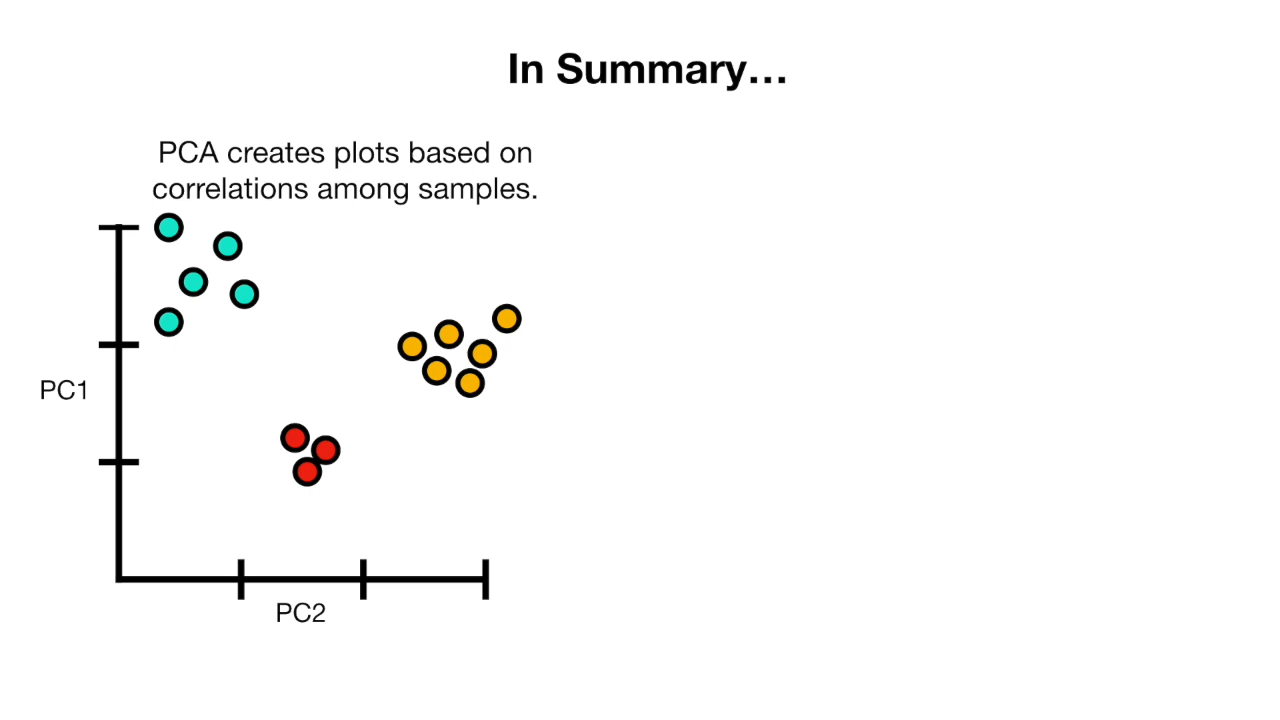 In Summary…
PCA creates plots based on
correlations among samples.
PC1
PC2